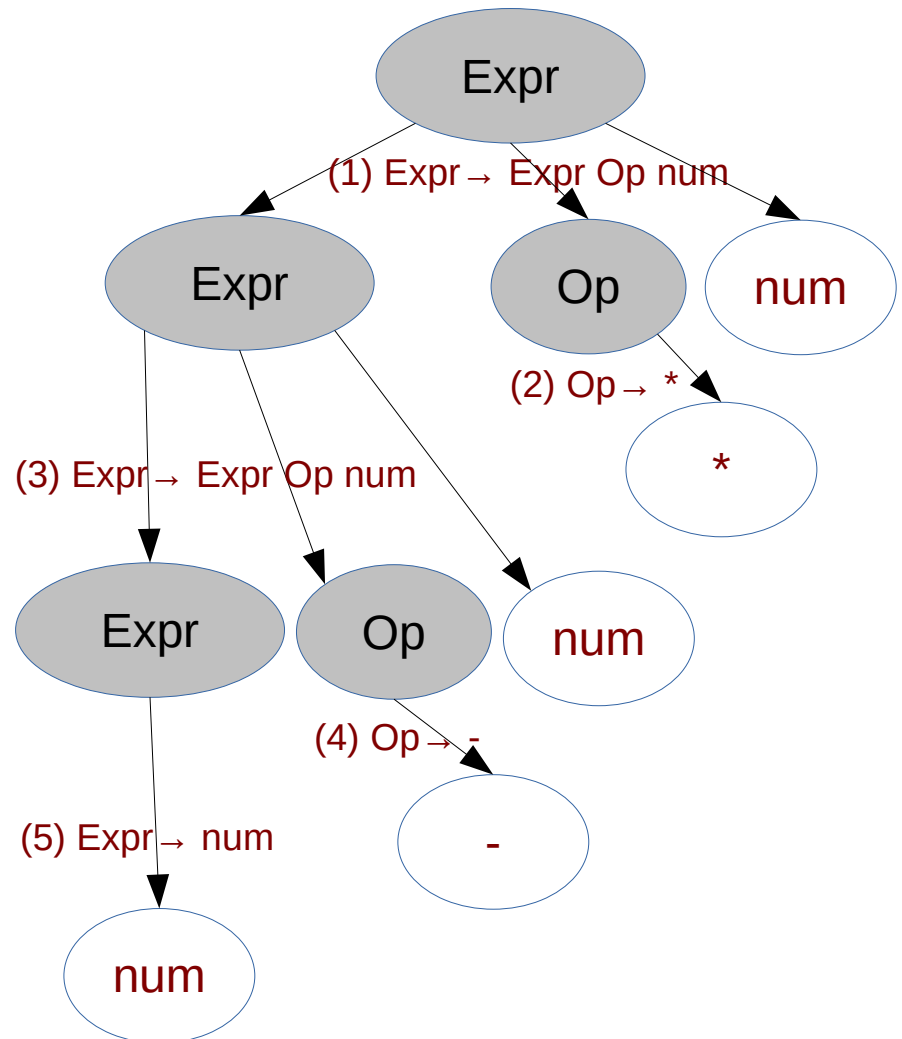 Expr
(1) Expr→ Expr Op num
Expr
Op
num
(2) Op→ *
*
(3) Expr→ Expr Op num
Expr
Op
num
(4) Op→ -
-
(5) Expr→ num
num